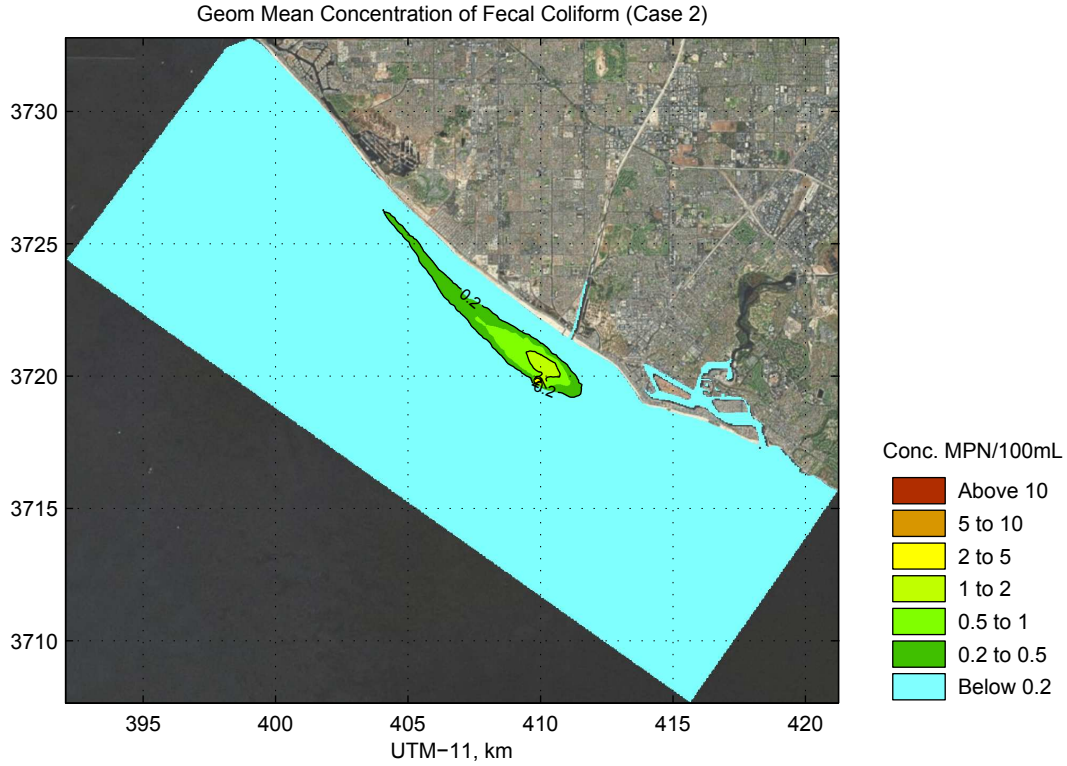 Geom Mean Concentration of Fecal Coliform (Case 2)
3730
3725
3720
3715
3710
0.2
0.2
395
400
405
410
415
420
UTM−11, km
Conc. MPN/100mL
Above 10
5 to 10
2 to 5
1 to 2
0.5 to 1
0.2 to 0.5
Below 0.2